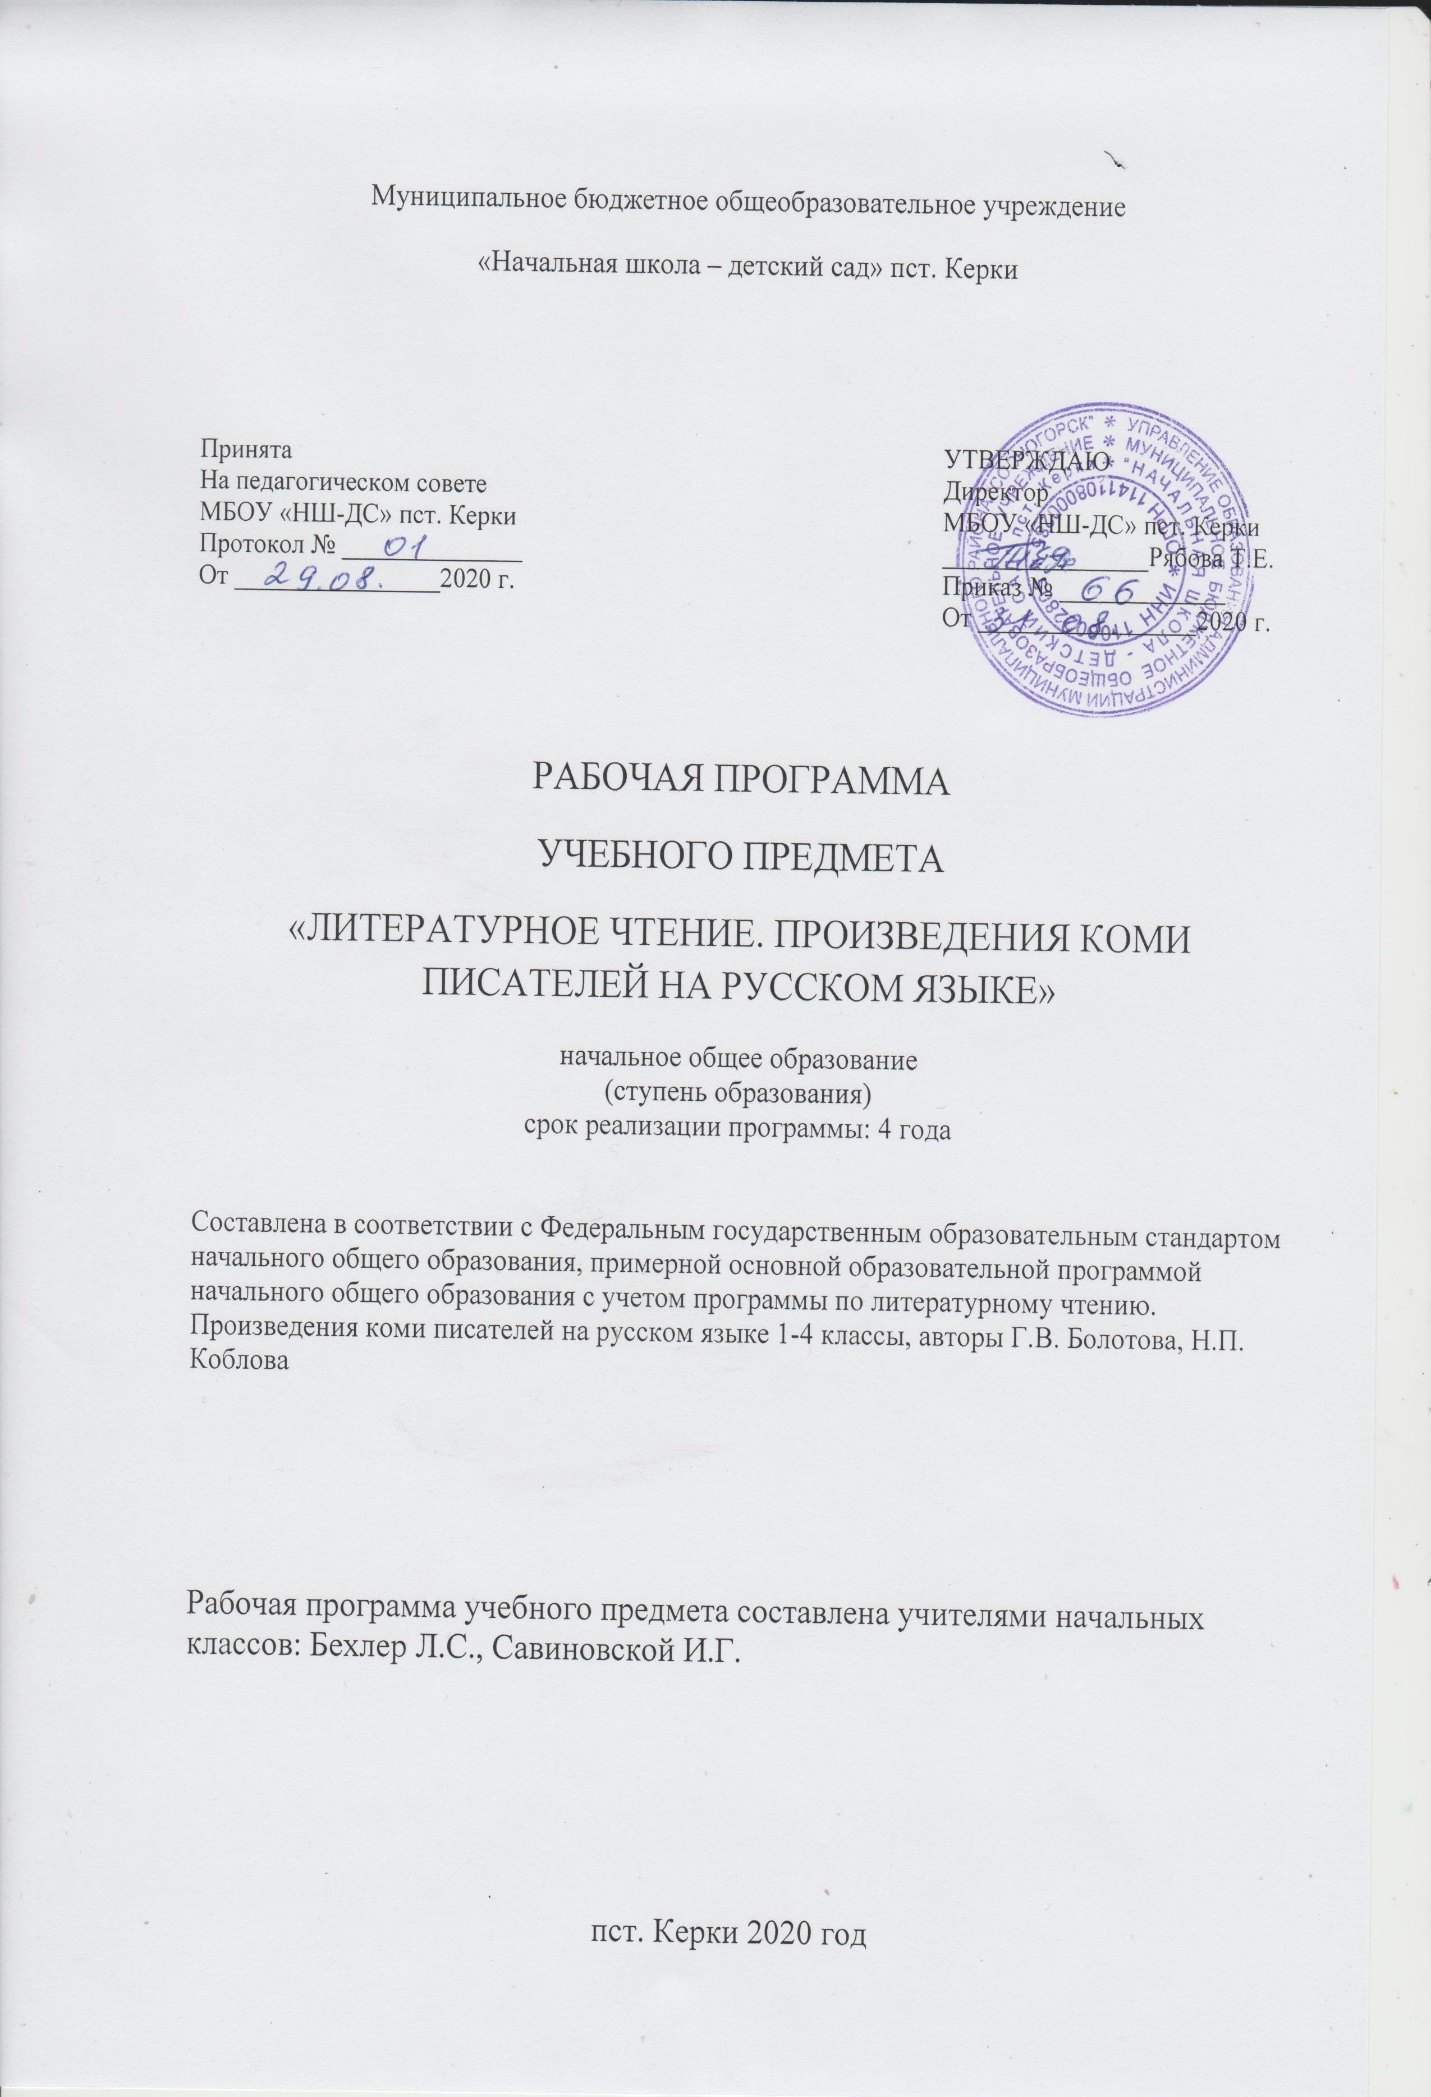 Муниципальное бюджетное общеобразовательное учреждение
«Начальная школа – детский сад» пст. Керки
Принята
На педагогическом совете
МБОУ «НШ-ДС» пст. Керки
Протокол № 01
От 29.08. 2020 г.
УТВЕРЖДАЮ
Директор
МБОУ «НШ-ДС» пст. Керки
Рябова Т.Е.
Приказ № 66
От 31.08. 2020 г.
РАБОЧАЯ ПРОГРАММА
УЧЕБНОГО ПРЕДМЕТА
«ЛИТЕРАТУРНОЕ ЧТЕНИЕ. ПРОИЗВЕДЕНИЯ КОМИ
ПИСАТЕЛЕЙ НА РУССКОМ ЯЗЫКЕ»
начальное общее образование
(ступень образования)
срок реализации программы: 4 года
Составлена в соответствии с Федеральным государственным образовательным стандартом
начального общего образования, примерной основной образовательной программой
начального общего образования с учетом программы по литературному чтению.
Произведения коми писателей на русском языке 1-4 классы, авторы Г.В. Болотова, Н.П.
Коблова
Рабочая программа учебного предмета составлена учителями начальных
классов: Бехлер Л.С., Савиновской И.Г.
пст. Керки 2020 год